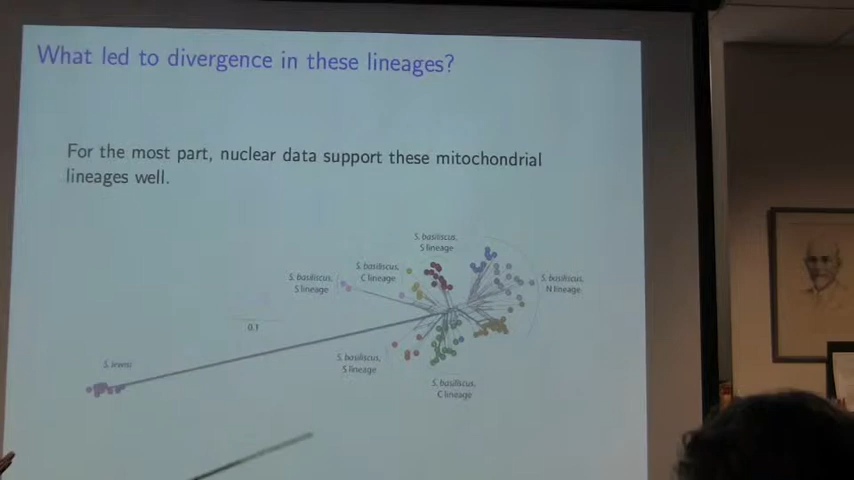 What led to divergence in these lineages?
For the most part, nuclear data support these mitochondrial
lineages well.
S. basiliscus,
S lineage
S. basiliscus,
C lineage
S. basiliscus,
S lineage
S. basiliscus,
N lineage
0.1
S. irwini
S. basiliscus,
S lineage
S. basiliscus,
C lineage